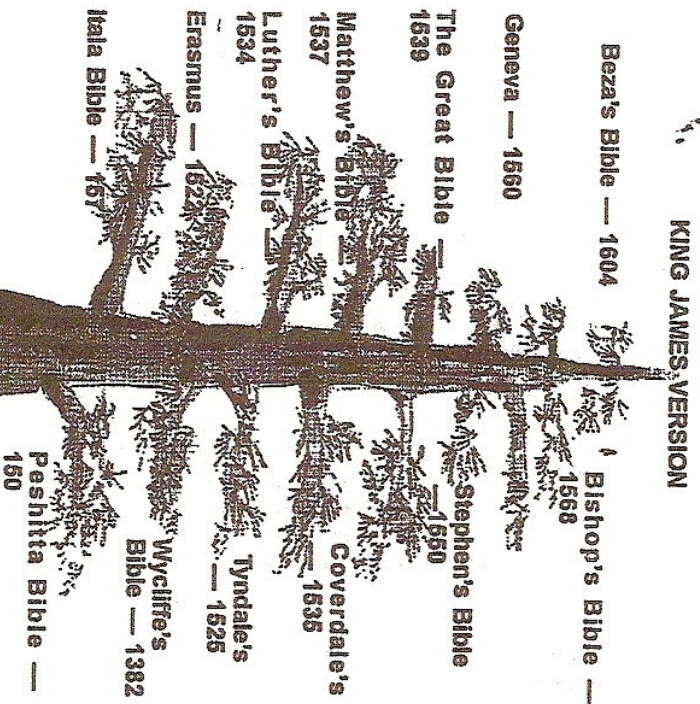 KING JAMES VERSION
Beza's Bible — 1604
Bishop's Bible —
1568
Geneva — 1560
Stephen's Bible
—1550
The Great Bible —
1539
Matthew's Bible —
1537
Coverdale's
— 1535
Luther's Bible —
1534
Tyndale's
— 1525
Erasmus — 1522
Wycliffe's
Bible — 1382
Itala Bible — 157
Peshitta Bible —
150